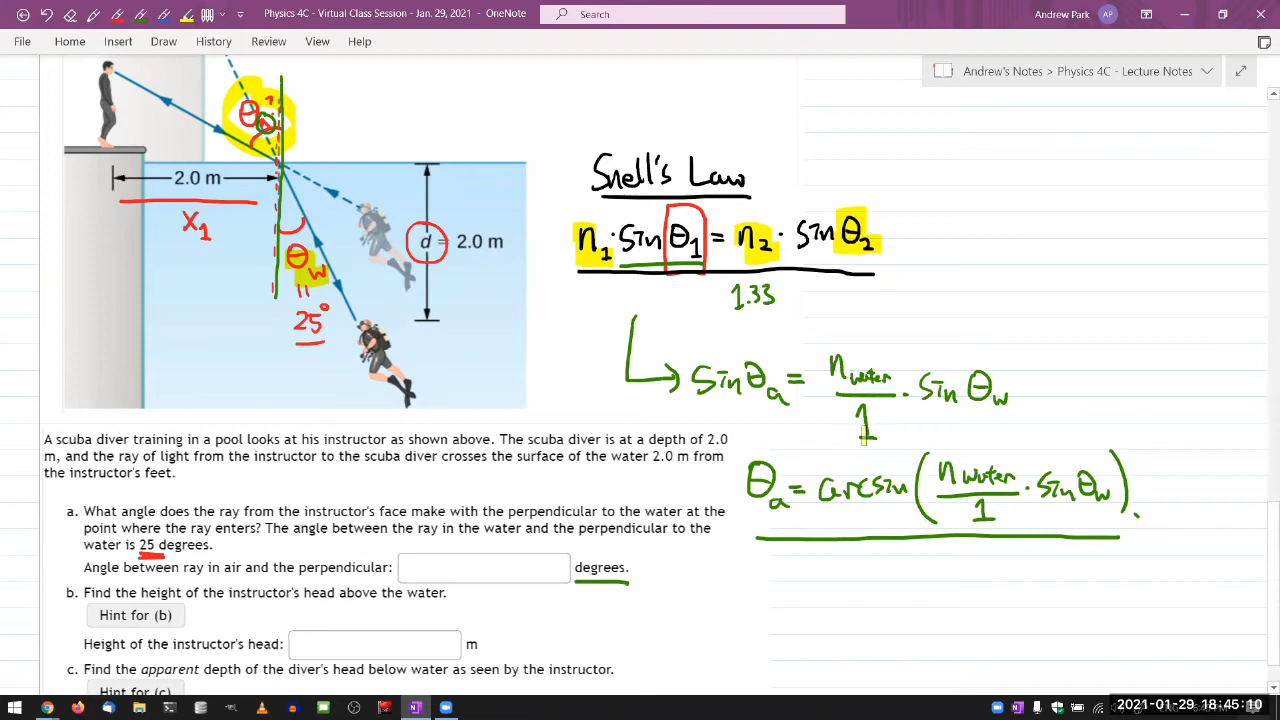 Physics 4C - Virtual Class Session - Jan. 29, 2021 - OneNote
Search
Andrew Park
AP
File Home Insert Draw History Review View Help
Andrew's Notes > Physics 4C - Lecture Notes
θa ?
2.0 m
x1
d = 2.0 m
θw
=
25°
Snell's Law
n1 · sin θ1 = n2 · sin θ2
1.33
sin θa = nwater/1 · sin θw
θa = arcsin(nwater/1 · sin θw).
A scuba diver training in a pool looks at his instructor as shown above. The scuba diver is at a depth of 2.0
m, and the ray of light from the instructor to the scuba diver crosses the surface of the water 2.0 m from
the instructor's feet.
a. What angle does the ray from the instructor's face make with the perpendicular to the water at the
point where the ray enters? The angle between the ray in the water and the perpendicular to the
water is 25 degrees.
Angle between ray in air and the perpendicular: degrees.
b. Find the height of the instructor's head above the water.
Hint for (b)
Height of the instructor's head: m
c. Find the apparent depth of the diver's head below water as seen by the instructor.
Hint for (c)
2021-01-29 18:45:10